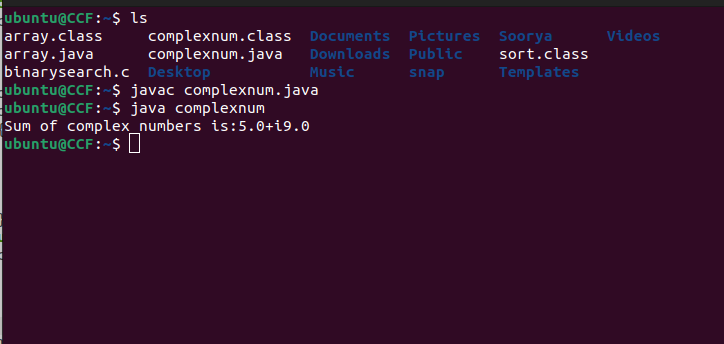 ubuntu@CCF:~$ ls
array.class complexnum.class Documents Pictures Soorya Videos
array.java complexnum.java Downloads Public sort.class
binarysearch.c Desktop Music snap Templates
ubuntu@CCF:~$ javac complexnum.java
ubuntu@CCF:~$ java complexnum
Sum of complex numbers is:5.0+i9.0
ubuntu@CCF:~$